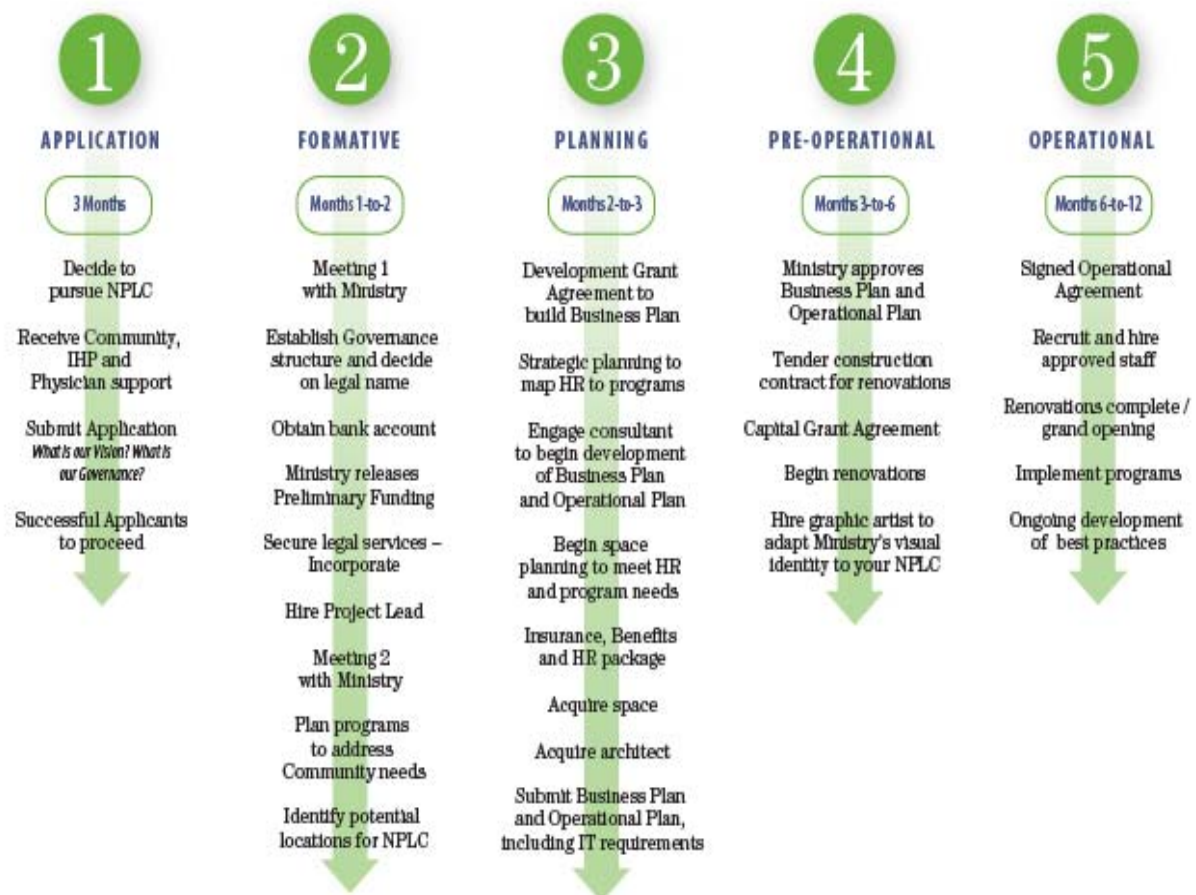 1
APPLICATION
3 Months
Decide to
pursue NPLC
Receive Community,
IHP and
Physician support
Submit Application
What is our Vision? What is
our Governance?
Successful Applicants
to proceed
2
FORMATIVE
Months 1-to-2
Meeting 1
with Ministry
Establish Governance
structure and decide
on legal name
Obtain bank account
Ministry releases
Preliminary Funding
Secure legal services –
Incorporate
Hire Project Lead
Meeting 2
with Ministry
Plan programs
to address
Community needs
Identify potential
locations for NPLC
3
PLANNING
Months 2-to-3
Development Grant
Agreement to
build Business Plan
Strategic planning to
map HR to programs
Engage consultant
to begin development
of Business Plan
and Operational Plan
Begin space
planning to meet HR
and program needs
Insurance, Benefits
and HR package
Acquire space
Acquire architect
Submit Business Plan
and Operational Plan,
including IT requirements
4
PRE-OPERATIONAL
Months 3-to-6
Ministry approves
Business Plan and
Operational Plan
Tender construction
contract for renovations
Capital Grant Agreement
Begin renovations
Hire graphic artist to
adapt Ministry's visual
identity to your NPLC
5
OPERATIONAL
Months 6-to-12
Signed Operational
Agreement
Recruit and hire
approved staff
Renovations complete /
grand opening
Implement programs
Ongoing development
of best practices